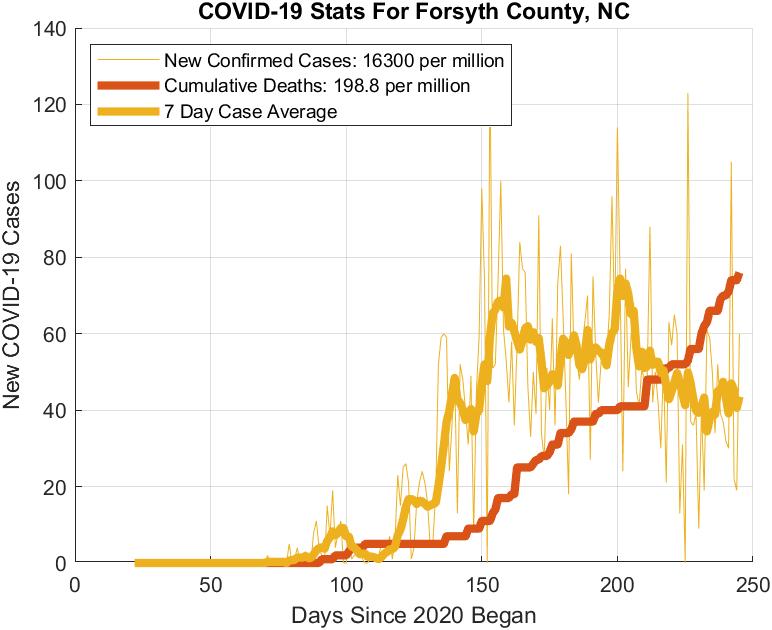 COVID-19 Stats For Forsyth County, NC
140
120
100
80
60
40
20
0
New COVID-19 Cases
New Confirmed Cases: 16300 per million
Cumulative Deaths: 198.8 per million
7 Day Case Average
0 50 100 150 200 250
Days Since 2020 Began